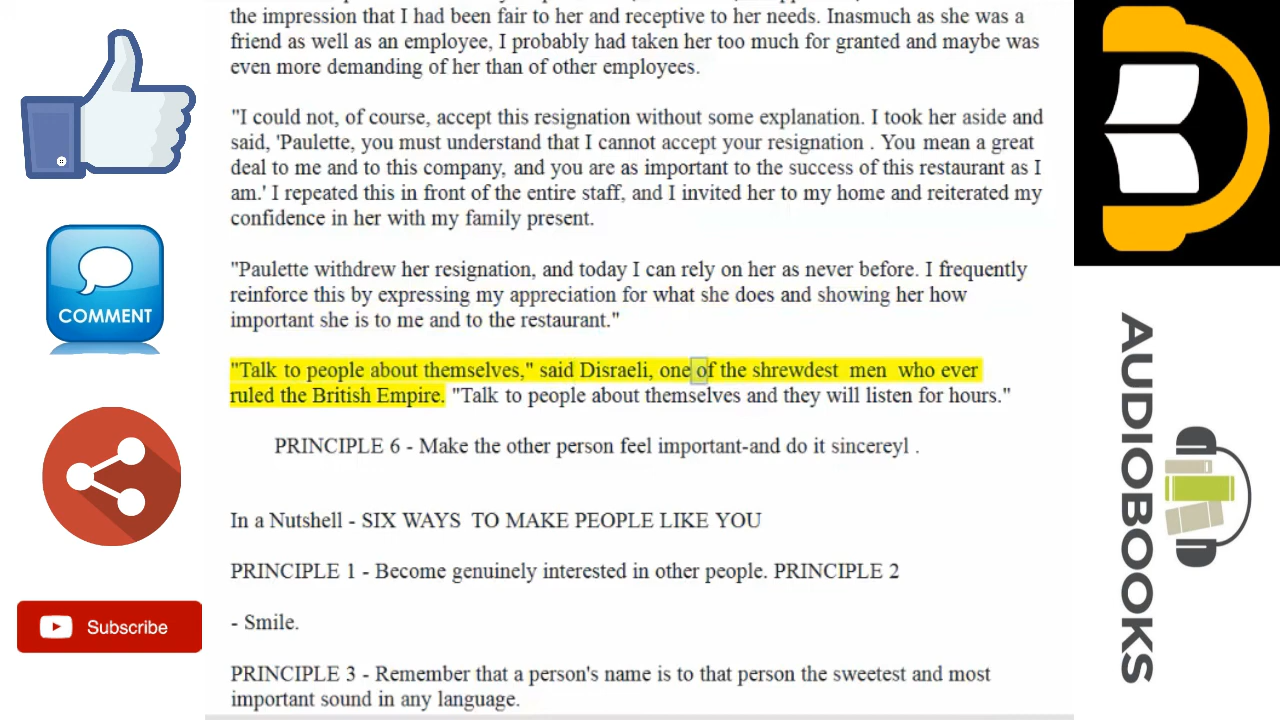 the impression that I had been fair to her and receptive to her needs. Inasmuch as she was a
friend as well as an employee, I probably had taken her too much for granted and maybe was
even more demanding of her than of other employees.
"I could not, of course, accept this resignation without some explanation. I took her aside and
said, 'Paulette, you must understand that I cannot accept your resignation . You mean a great
deal to me and to this company, and you are as important to the success of this restaurant as I
am.' I repeated this in front of the entire staff, and I invited her to my home and reiterated my
confidence in her with my family present.
"Paulette withdrew her resignation, and today I can rely on her as never before. I frequently
reinforce this by expressing my appreciation for what she does and showing her how
important she is to me and to the restaurant."
"Talk to people about themselves," said Disraeli, one of the shrewdest men who ever
ruled the British Empire. "Talk to people about themselves and they will listen for hours."
PRINCIPLE 6 - Make the other person feel important-and do it sincereyl .
In a Nutshell - SIX WAYS TO MAKE PEOPLE LIKE YOU
PRINCIPLE 1 - Become genuinely interested in other people. PRINCIPLE 2
- Smile.
PRINCIPLE 3 - Remember that a person's name is to that person the sweetest and most
important sound in any language.
COMMENT
Subscribe
AUDIOBOOKS